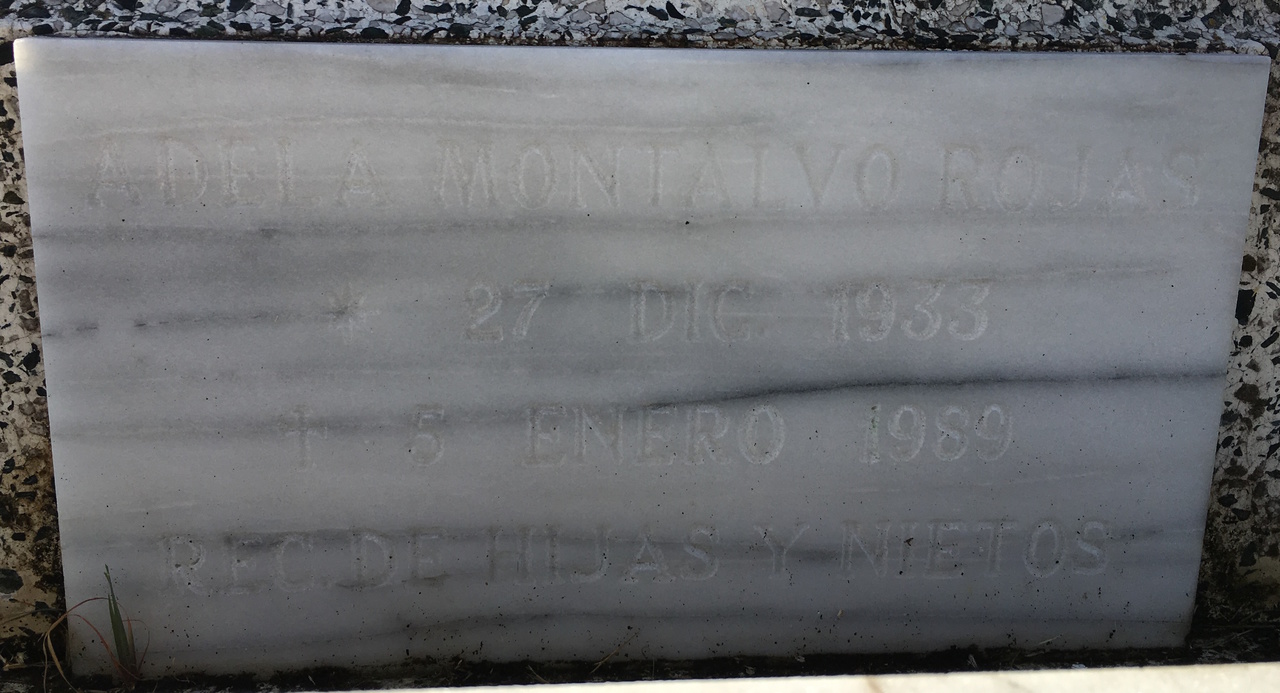 ADELA MONTALVO ROJAS
* 27 DIC 1933
† 5 ENERO 1989
REC. DE HIJAS Y NIETOS